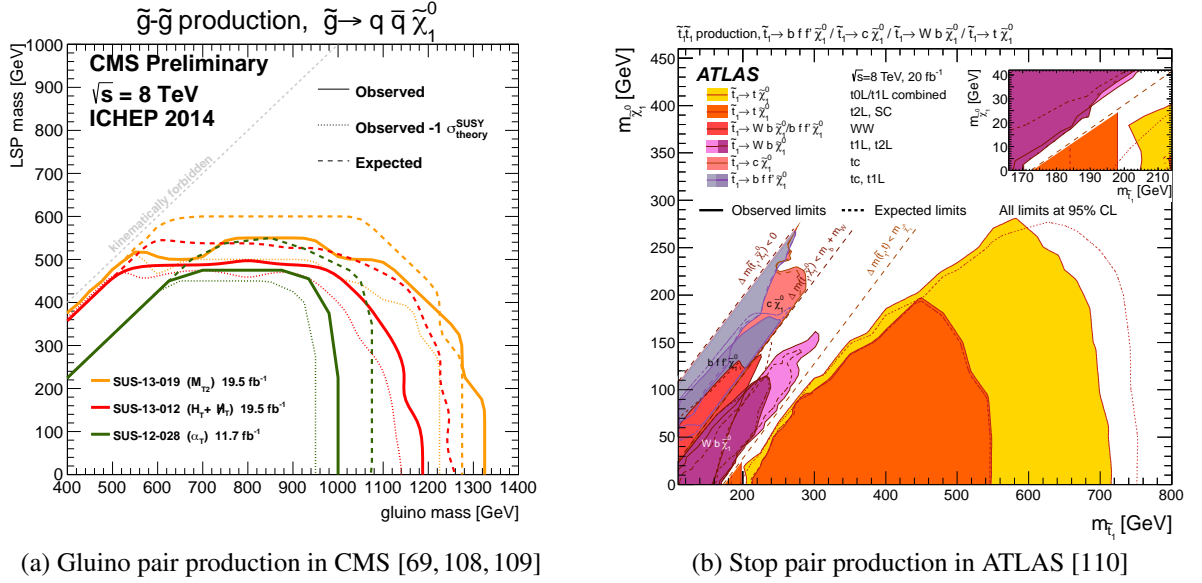 g̃-g̃ production, g̃→ q q̄ χ̃₁⁰
CMS Preliminary
√s = 8 TeV
ICHEP 2014
Observed
Observed -1 σ^SUSY_theory
Expected
kinematically forbidden
SUS-13-019 (M_T2) 19.5 fb⁻¹
SUS-13-012 (H_T+ H̸_T) 19.5 fb⁻¹
SUS-12-028 (α_T) 11.7 fb⁻¹
LSP mass [GeV]
1000
900
800
700
600
500
400
300
200
100
0
400 500 600 700 800 900 1000 1100 1200 1300 1400
gluino mass [GeV]
(a) Gluino pair production in CMS [69, 108, 109]
t̃₁t̃₁ production, t̃₁→ b f f' χ̃₁⁰ / t̃₁→ c χ̃₁⁰ / t̃₁→ W b χ̃₁⁰ / t̃₁→ t χ̃₁⁰
ATLAS
√s=8 TeV, 20 fb⁻¹
t̃₁→ t χ̃₁⁰ t0L/t1L combined
t̃₁→ t χ̃₁⁰ t2L, SC
t̃₁→ W b χ̃₁⁰/b f f' χ̃₁⁰ WW
t̃₁→ W b χ̃₁⁰ t1L, t2L
t̃₁→ c χ̃₁⁰ tc
t̃₁→ b f f' χ̃₁⁰ tc, t1L
Observed limits Expected limits All limits at 95% CL
m_χ̃₁⁰ [GeV]
40
30
20
10
0
170 180 190 200 210
m_t̃₁ [GeV]
Δ m(t̃₁,χ̃₁⁰) < 0
Δ m(t̃₁,χ̃₁⁰) < m_b + m_W
c χ̃₁⁰
b f f' χ̃₁⁰
W b χ̃₁⁰
m_χ̃₁⁰ [GeV]
450
400
350
300
250
200
150
100
50
0
200 300 400 500 600 700 800
m_t̃₁ [GeV]
(b) Stop pair production in ATLAS [110]